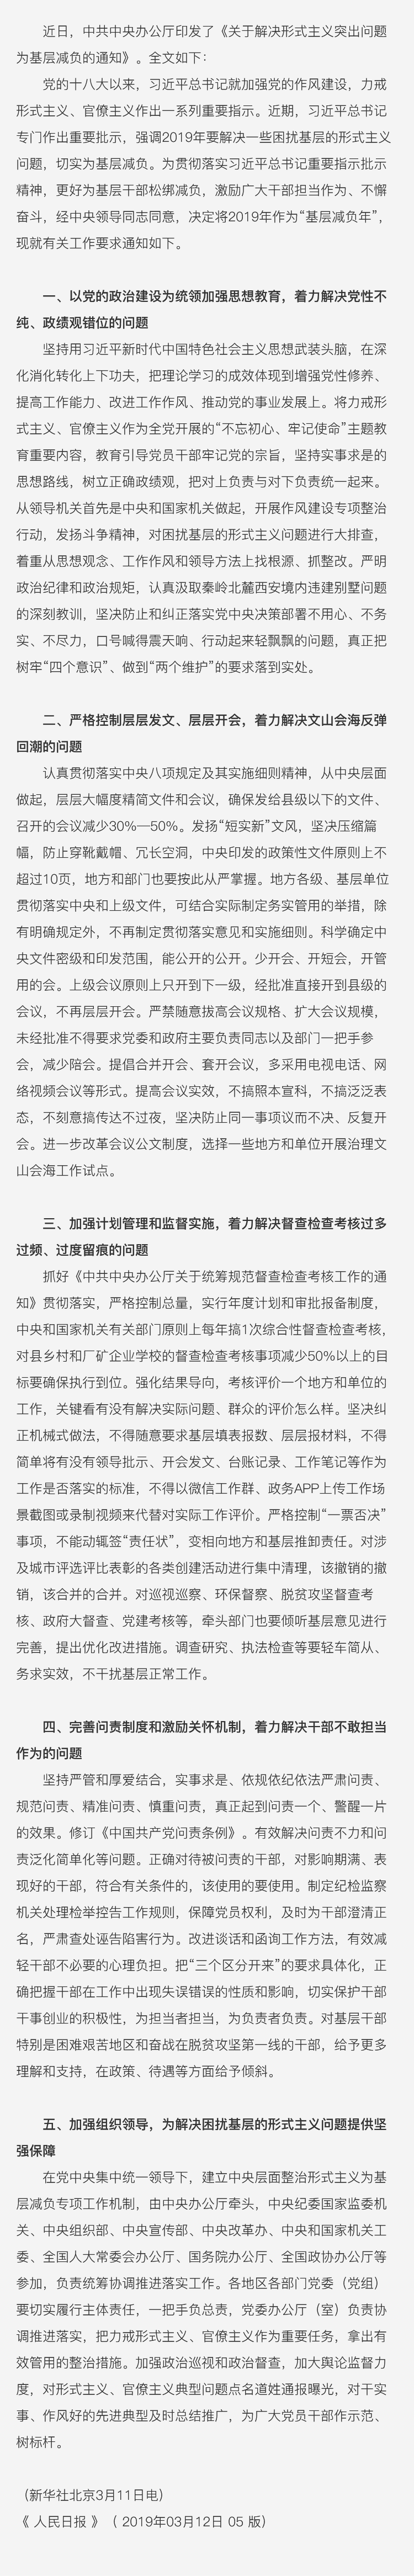 近日，中共中央办公厅印发了《关于解决形式主义突出问题
为基层减负的通知》。全文如下：
党的十八大以来，习近平总书记就加强党的作风建设，力戒
形式主义、官僚主义作出一系列重要指示。近期，习近平总书记
专门作出重要批示，强调2019年要解决一些困扰基层的形式主义
问题，切实为基层减负。为贯彻落实习近平总书记重要指示批示
精神，更好为基层干部松绑减负，激励广大干部担当作为、不懈
奋斗，经中央领导同志同意，决定将2019年作为“基层减负年”，
现就有关工作要求通知如下。
一、以党的政治建设为统领加强思想教育，着力解决党性不
纯、政绩观错位的问题
坚持用习近平新时代中国特色社会主义思想武装头脑，在深
化消化转化上下功夫，把理论学习的成效体现到增强党性修养、
提高工作能力、改进工作作风、推动党的事业发展上。将力戒形
式主义、官僚主义作为全党开展的“不忘初心、牢记使命”主题教
育重要内容，教育引导党员干部牢记党的宗旨，坚持实事求是的
思想路线，树立正确政绩观，把对上负责与对下负责统一起来。
从领导机关首先是中央和国家机关做起，开展作风建设专项整治
行动，发扬斗争精神，对困扰基层的形式主义问题进行大排查，
着重从思想观念、工作作风和领导方法上找根源、抓整改。严明
政治纪律和政治规矩，认真汲取秦岭北麓西安境内违建别墅问题
的深刻教训，坚决防止和纠正落实党中央决策部署不用心、不务
实、不尽力，口号喊得震天响、行动起来轻飘飘的问题，真正把
树牢“四个意识”、做到“两个维护”的要求落到实处。
二、严格控制层层发文、层层开会，着力解决文山会海反弹
回潮的问题
认真贯彻落实中央八项规定及其实施细则精神，从中央层面
做起，层层大幅度精简文件和会议，确保发给县级以下的文件、
召开的会议减少30%—50%。发扬“短实新”文风，坚决压缩篇
幅，防止穿靴戴帽、冗长空洞，中央印发的政策性文件原则上不
超过10页，地方和部门也要按此从严掌握。地方各级、基层单位
贯彻落实中央和上级文件，可结合实际制定务实管用的举措，除
有明确规定外，不再制定贯彻落实意见和实施细则。科学确定中
央文件密级和印发范围，能公开的公开。少开会、开短会，开管
用的会。上级会议原则上只开到下一级，经批准直接开到县级的
会议，不再层层开会。严禁随意拔高会议规格、扩大会议规模，
未经批准不得要求党委和政府主要负责同志以及部门一把手参
会，减少陪会。提倡合并开会、套开会议，多采用电视电话、网
络视频会议等形式。提高会议实效，不搞照本宣科，不搞泛泛表
态，不刻意搞传达不过夜，坚决防止同一事项议而不决、反复开
会。进一步改革会议公文制度，选择一些地方和单位开展治理文
山会海工作试点。
三、加强计划管理和监督实施，着力解决督查检查考核过多
过频、过度留痕的问题
抓好《中共中央办公厅关于统筹规范督查检查考核工作的通
知》贯彻落实，严格控制总量，实行年度计划和审批报备制度，
中央和国家机关有关部门原则上每年搞1次综合性督查检查考核，
对县乡村和厂矿企业学校的督查检查考核事项减少50%以上的目
标要确保执行到位。强化结果导向，考核评价一个地方和单位的
工作，关键看有没有解决实际问题、群众的评价怎么样。坚决纠
正机械式做法，不得随意要求基层填表报数、层层报材料，不得
简单将有没有领导批示、开会发文、台账记录、工作笔记等作为
工作是否落实的标准，不得以微信工作群、政务APP上传工作场
景截图或录制视频来代替对实际工作评价。严格控制“一票否决”
事项，不能动辄签“责任状”，变相向地方和基层推卸责任。对涉
及城市评选评比表彰的各类创建活动进行集中清理，该撤销的撤
销，该合并的合并。对巡视巡察、环保督察、脱贫攻坚督查考
核、政府大督查、党建考核等，牵头部门也要倾听基层意见进行
完善，提出优化改进措施。调查研究、执法检查等要轻车简从、
务求实效，不干扰基层正常工作。
四、完善问责制度和激励关怀机制，着力解决干部不敢担当
作为的问题
坚持严管和厚爱结合，实事求是、依规依纪依法严肃问责、
规范问责、精准问责、慎重问责，真正起到问责一个、警醒一片
的效果。修订《中国共产党问责条例》。有效解决问责不力和问
责泛化简单化等问题。正确对待被问责的干部，对影响期满、表
现好的干部，符合有关条件的，该使用的要使用。制定纪检监察
机关处理检举控告工作规则，保障党员权利，及时为干部澄清正
名，严肃查处诬告陷害行为。改进谈话和函询工作方法，有效减
轻干部不必要的心理负担。把“三个区分开来”的要求具体化，正
确把握干部在工作中出现失误错误的性质和影响，切实保护干部
干事创业的积极性，为担当者担当，为负责者负责。对基层干部
特别是困难艰苦地区和奋战在脱贫攻坚第一线的干部，给予更多
理解和支持，在政策、待遇等方面给予倾斜。
五、加强组织领导，为解决困扰基层的形式主义问题提供坚
强保障
在党中央集中统一领导下，建立中央层面整治形式主义为基
层减负专项工作机制，由中央办公厅牵头，中央纪委国家监委机
关、中央组织部、中央宣传部、中央改革办、中央和国家机关工
委、全国人大常委会办公厅、国务院办公厅、全国政协办公厅等
参加，负责统筹协调推进落实工作。各地区各部门党委（党组）
要切实履行主体责任，一把手负总责，党委办公厅（室）负责协
调推进落实，把力戒形式主义、官僚主义作为重要任务，拿出有
效管用的整治措施。加强政治巡视和政治督查，加大舆论监督力
度，对形式主义、官僚主义典型问题点名道姓通报曝光，对干实
事、作风好的先进典型及时总结推广，为广大党员干部作示范、
树标杆。
（新华社北京3月11日电）
《 人民日报 》（ 2019年03月12日 05 版）